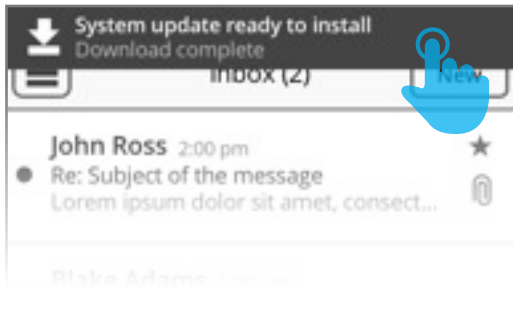 System update ready to install
Download complete
Inbox (2)
New
John Ross 2:00 pm
Re: Subject of the message
Lorem ipsum dolor sit amet, consect...
Blake Adams